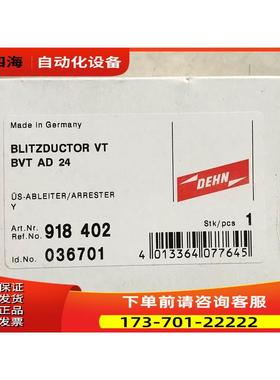 四海
自动化设备
Made in Germany
BLITZDUCTOR VT
BVT AD 24
DEHN
ÜS-ABLEITER/ARRESTER
Y
Art.Nr.
Ref.No.
918 402
Stk/pcs
1
Id.No.
036701
4 013364 077645
下单前请咨询客服
173-701-22222